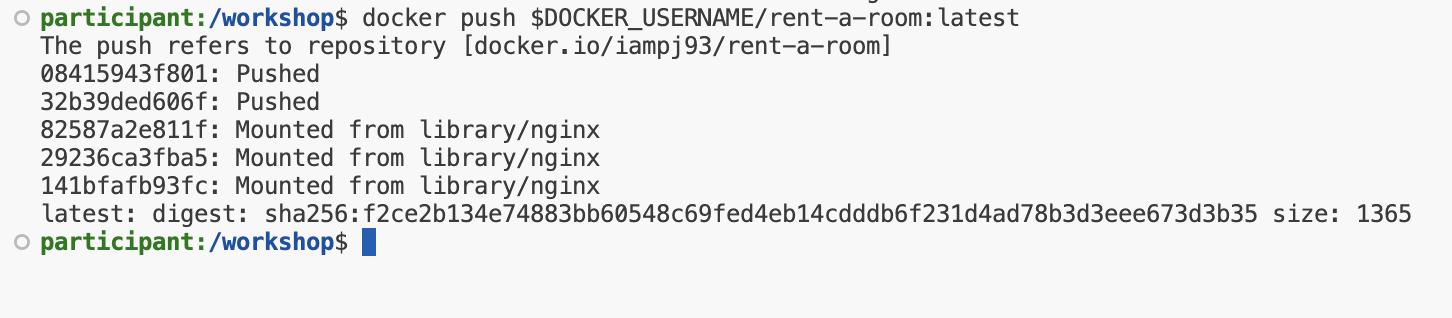 participant:/workshop$ docker push $DOCKER_USERNAME/rent-a-room:latest
The push refers to repository [docker.io/iampj93/rent-a-room]
08415943f801: Pushed
32b39ded606f: Pushed
82587a2e811f: Mounted from library/nginx
29236ca3fba5: Mounted from library/nginx
141bfafb93fc: Mounted from library/nginx
latest: digest: sha256:f2ce2b134e74883bb60548c69fed4eb14cdddb6f231d4ad78b3d3eee673d3b35 size: 1365
participant:/workshop$